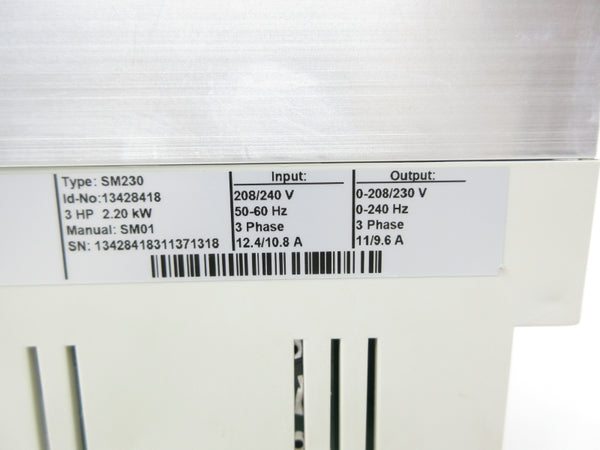 Type: SM230
Id-No:13428418
3 HP 2.20 kW
Manual: SM01
SN: 13428418311371318
Input:
208/240 V
50-60 Hz
3 Phase
12.4/10.8 A
Output:
0-208/230 V
0-240 Hz
3 Phase
11/9.6 A